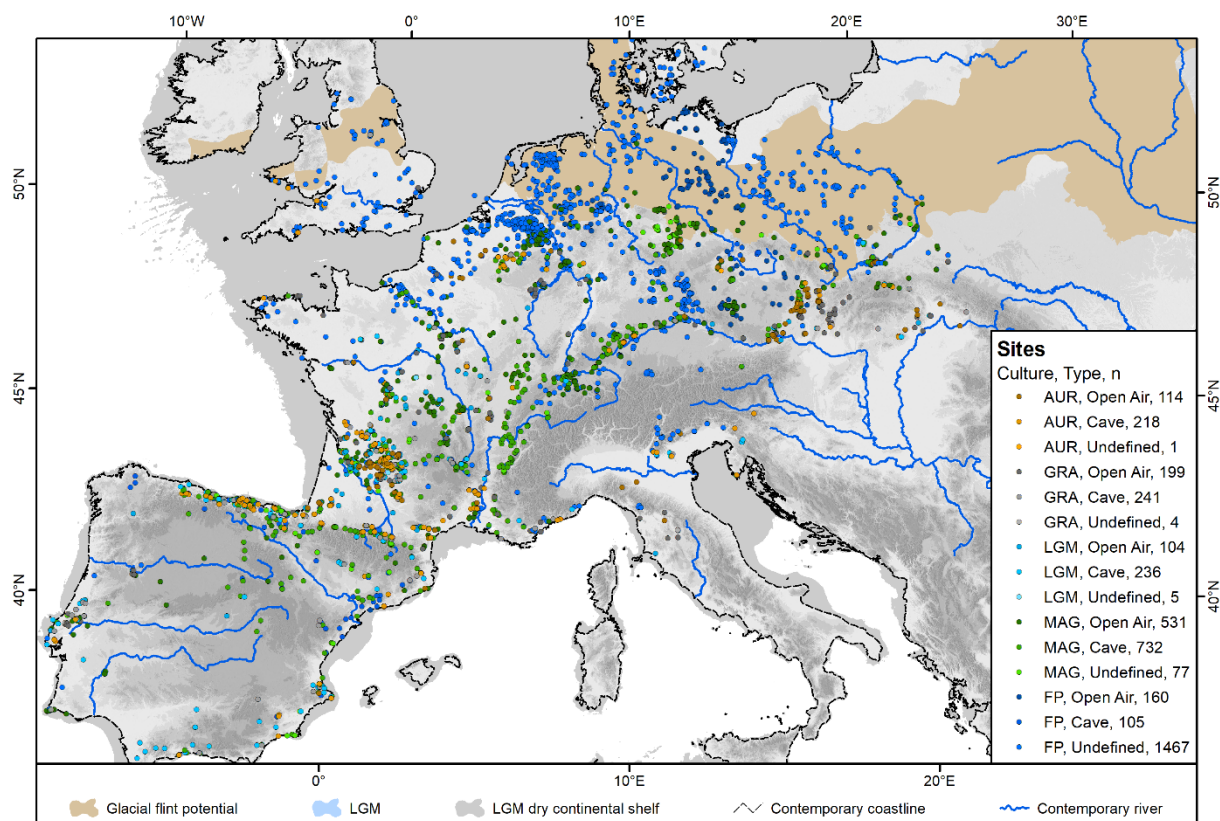 10°W 0° 10°E 20°E 30°E
50°N 50°N
45°N 45°N
40°N 40°N
Sites
Culture, Type, n
AUR, Open Air, 114
AUR, Cave, 218
AUR, Undefined, 1
GRA, Open Air, 199
GRA, Cave, 241
GRA, Undefined, 4
LGM, Open Air, 104
LGM, Cave, 236
LGM, Undefined, 5
MAG, Open Air, 531
MAG, Cave, 732
MAG, Undefined, 77
FP, Open Air, 160
FP, Cave, 105
FP, Undefined, 1467
0° 10°E 20°E
Glacial flint potential LGM LGM dry continental shelf Contemporary coastline Contemporary river